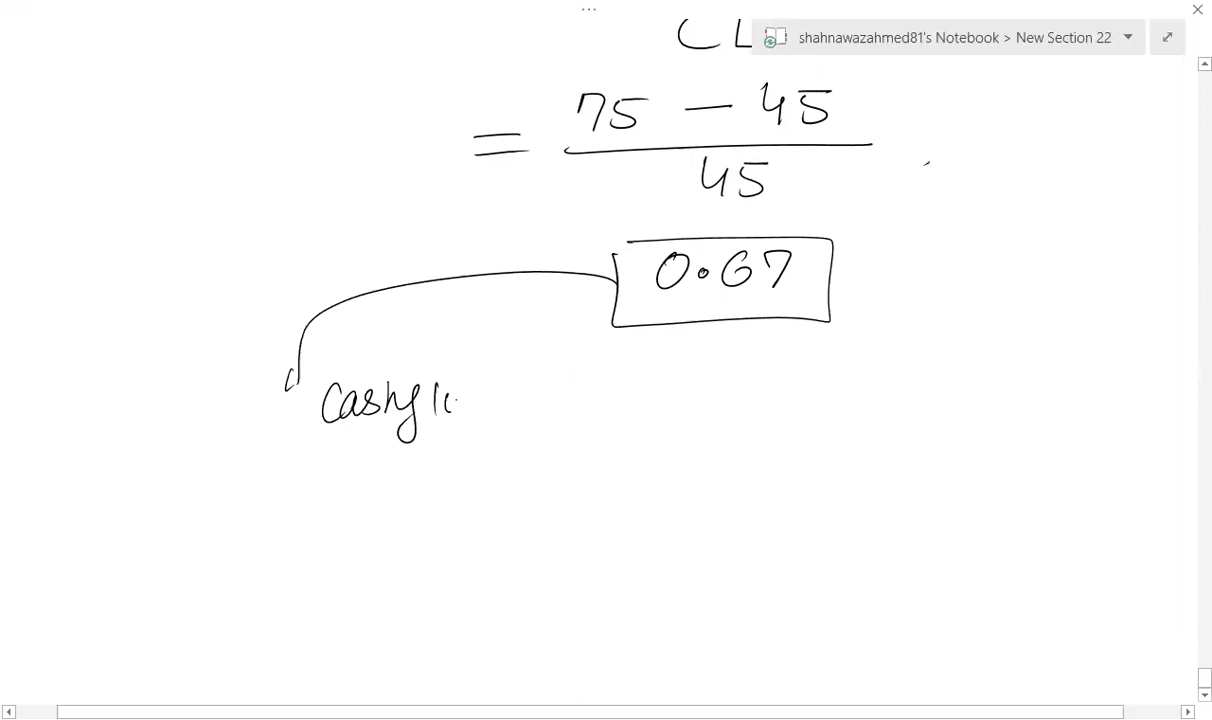 shahnawazahmed81's Notebook > New Section 22
CL
= 75 - 45
45
0.67
Cashfl